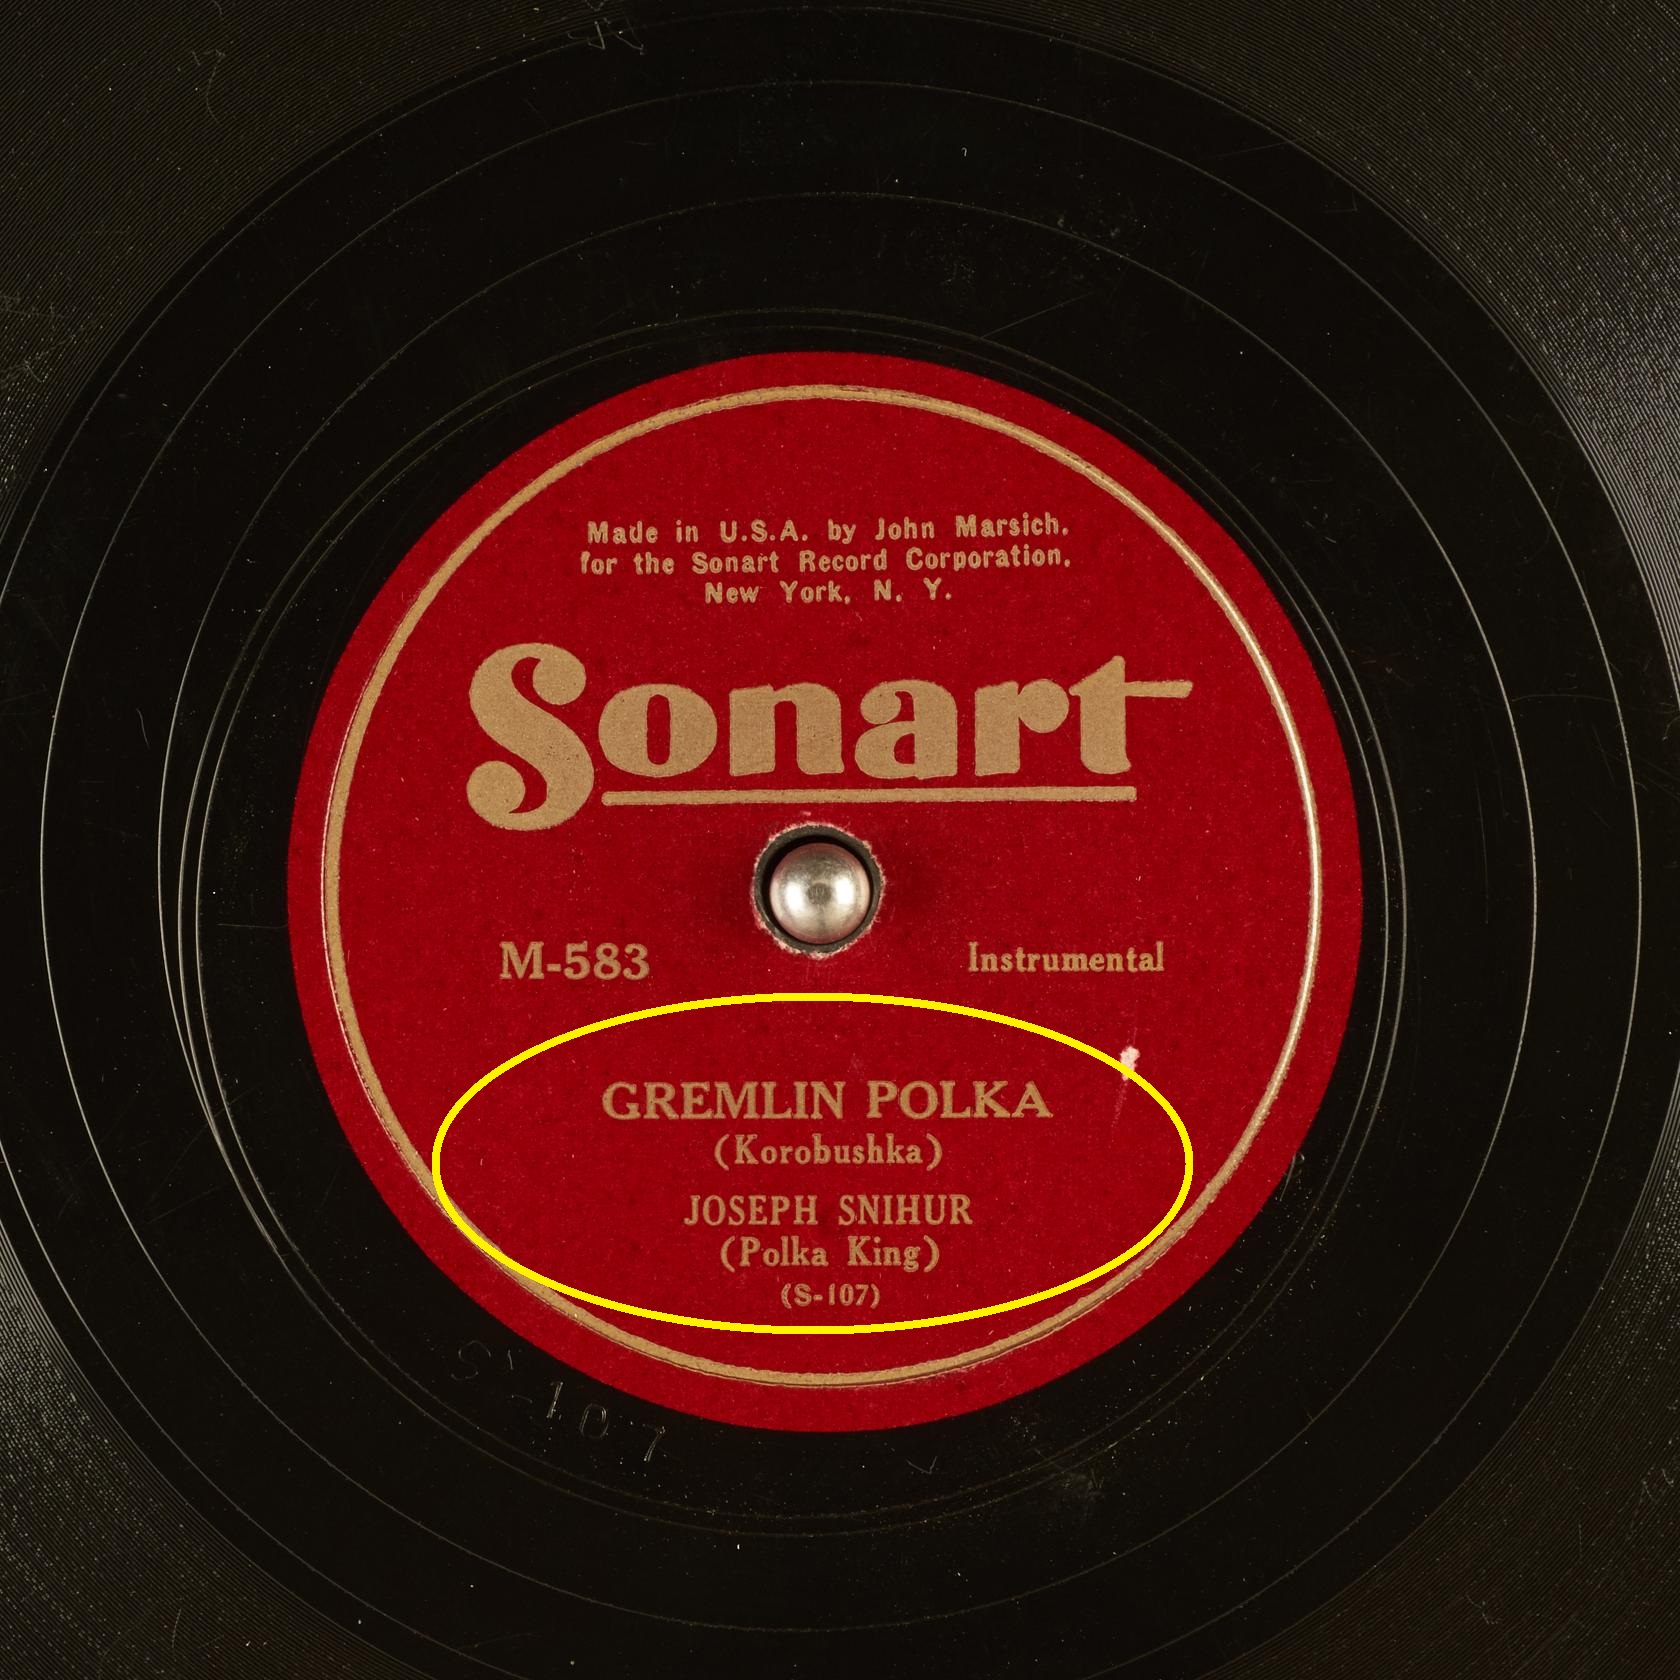 Made in U.S.A. by John Marsich,
for the Sonart Record Corporation,
New York, N. Y.
Sonart
M-583
Instrumental
GREMLIN POLKA
(Korobushka)
JOSEPH SNIHUR
(Polka King)
(S-107)
S-107